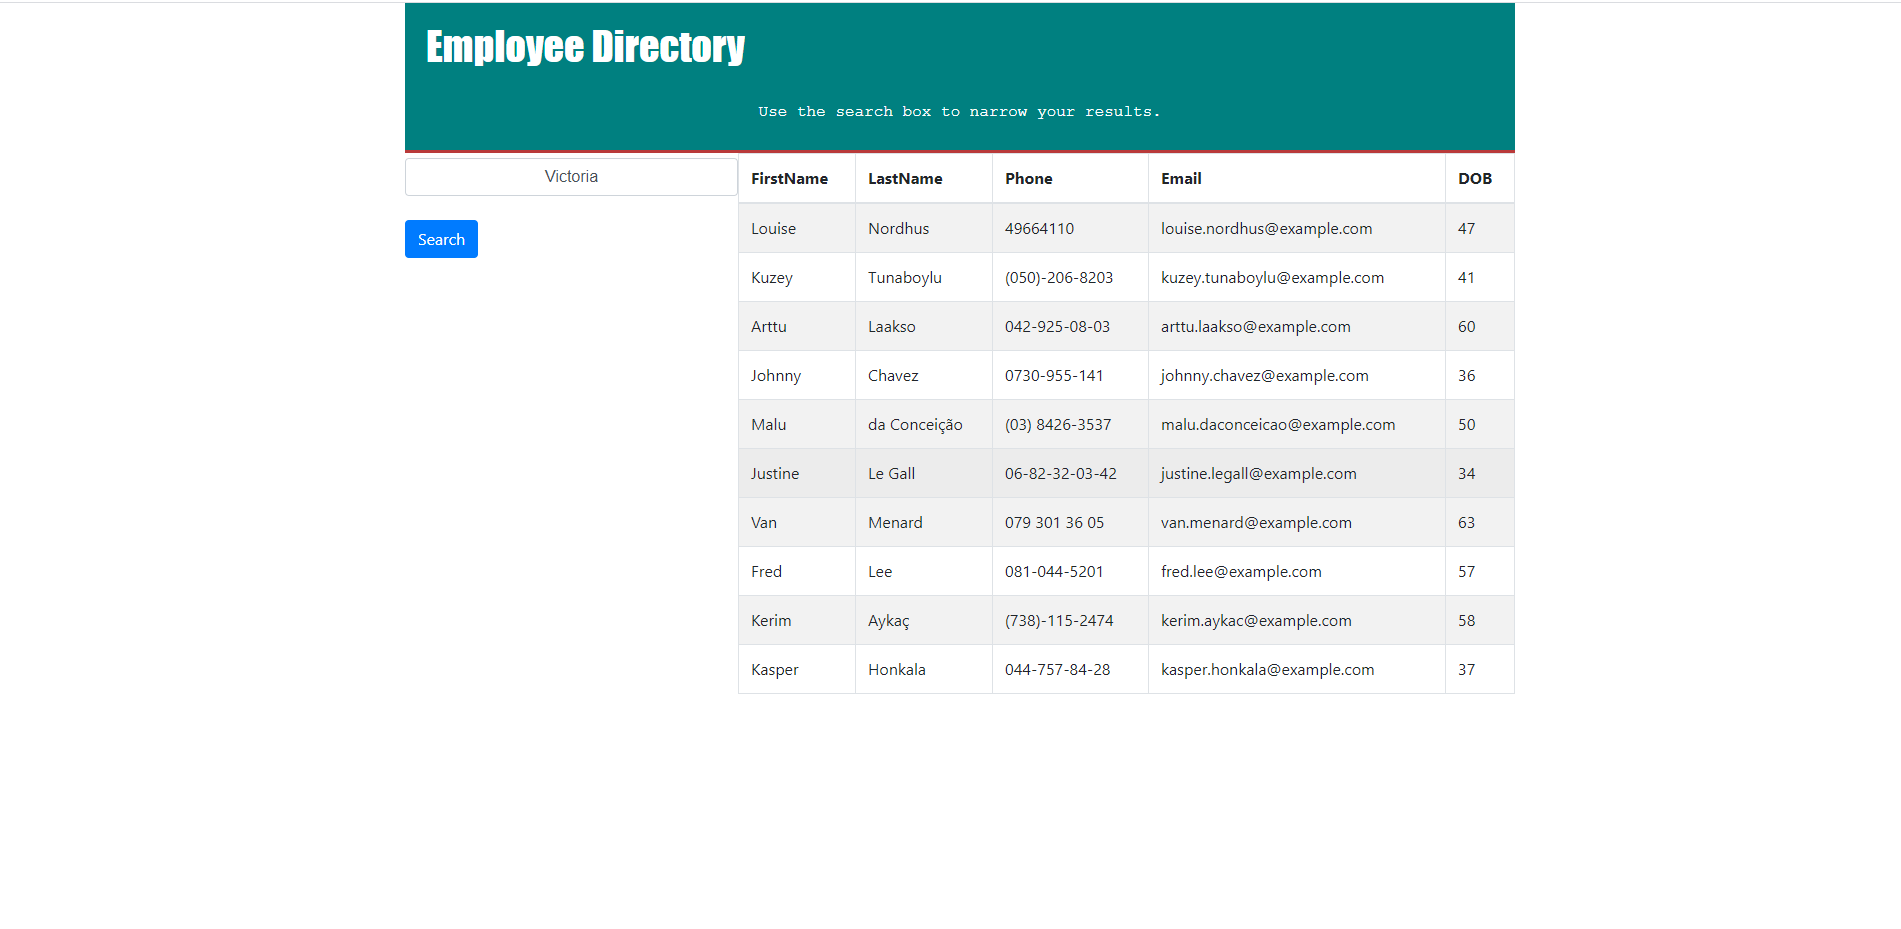 Employee Directory
Use the search box to narrow your results.
Victoria
Search
FirstName LastName Phone Email DOB
Louise Nordhus 49664110 louise.nordhus@example.com 47
Kuzey Tunaboylu (050)-206-8203 kuzey.tunaboylu@example.com 41
Arttu Laakso 042-925-08-03 arttu.laakso@example.com 60
Johnny Chavez 0730-955-141 johnny.chavez@example.com 36
Malu da Conceição (03) 8426-3537 malu.daconceicao@example.com 50
Justine Le Gall 06-82-32-03-42 justine.legall@example.com 34
Van Menard 079 301 36 05 van.menard@example.com 63
Fred Lee 081-044-5201 fred.lee@example.com 57
Kerim Aykaç (738)-115-2474 kerim.aykac@example.com 58
Kasper Honkala 044-757-84-28 kasper.honkala@example.com 37